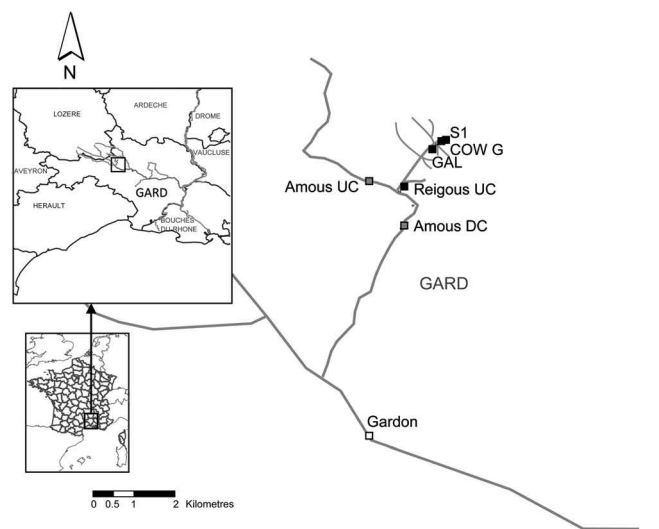 N
LOZERE
ARDECHE
DROME
VAUCLUSE
AVEYRON
GARD
HERAULT
BOUCHES
DU RHONE
S1
COW G
GAL
Amous UC
Reigous UC
Amous DC
GARD
Gardon
0 0.5 1 2 Kilometres